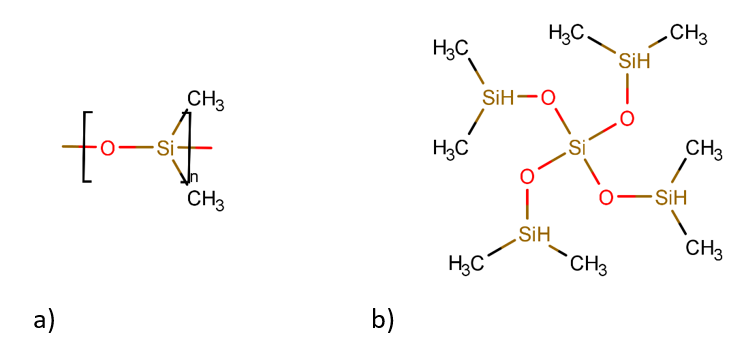 H₃C CH₃
H₃C SiH
CH₃
SiH O O
O Si n Si
H₃C CH₃
CH₃ O
O SiH
SiH
CH₃
H₃C CH₃
a) b)